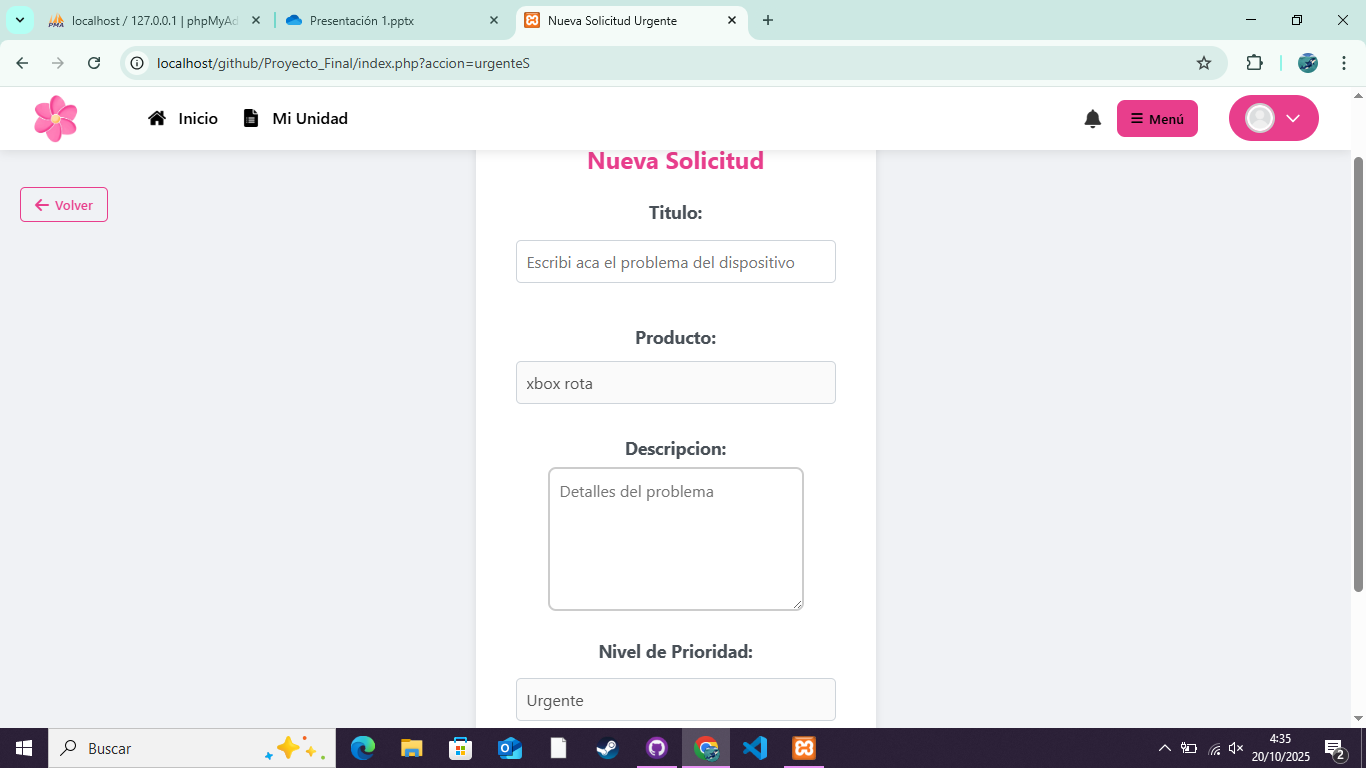 localhost / 127.0.0.1 | phpMyAd
Presentación 1.pptx
Nueva Solicitud Urgente
localhost/github/Proyecto_Final/index.php?accion=urgenteS
Inicio
Mi Unidad
Menú
Nueva Solicitud
Volver
Titulo:
Escribi aca el problema del dispositivo
Producto:
xbox rota
Descripcion:
Detalles del problema
Nivel de Prioridad:
Urgente
Buscar
4:35
20/10/2025
2